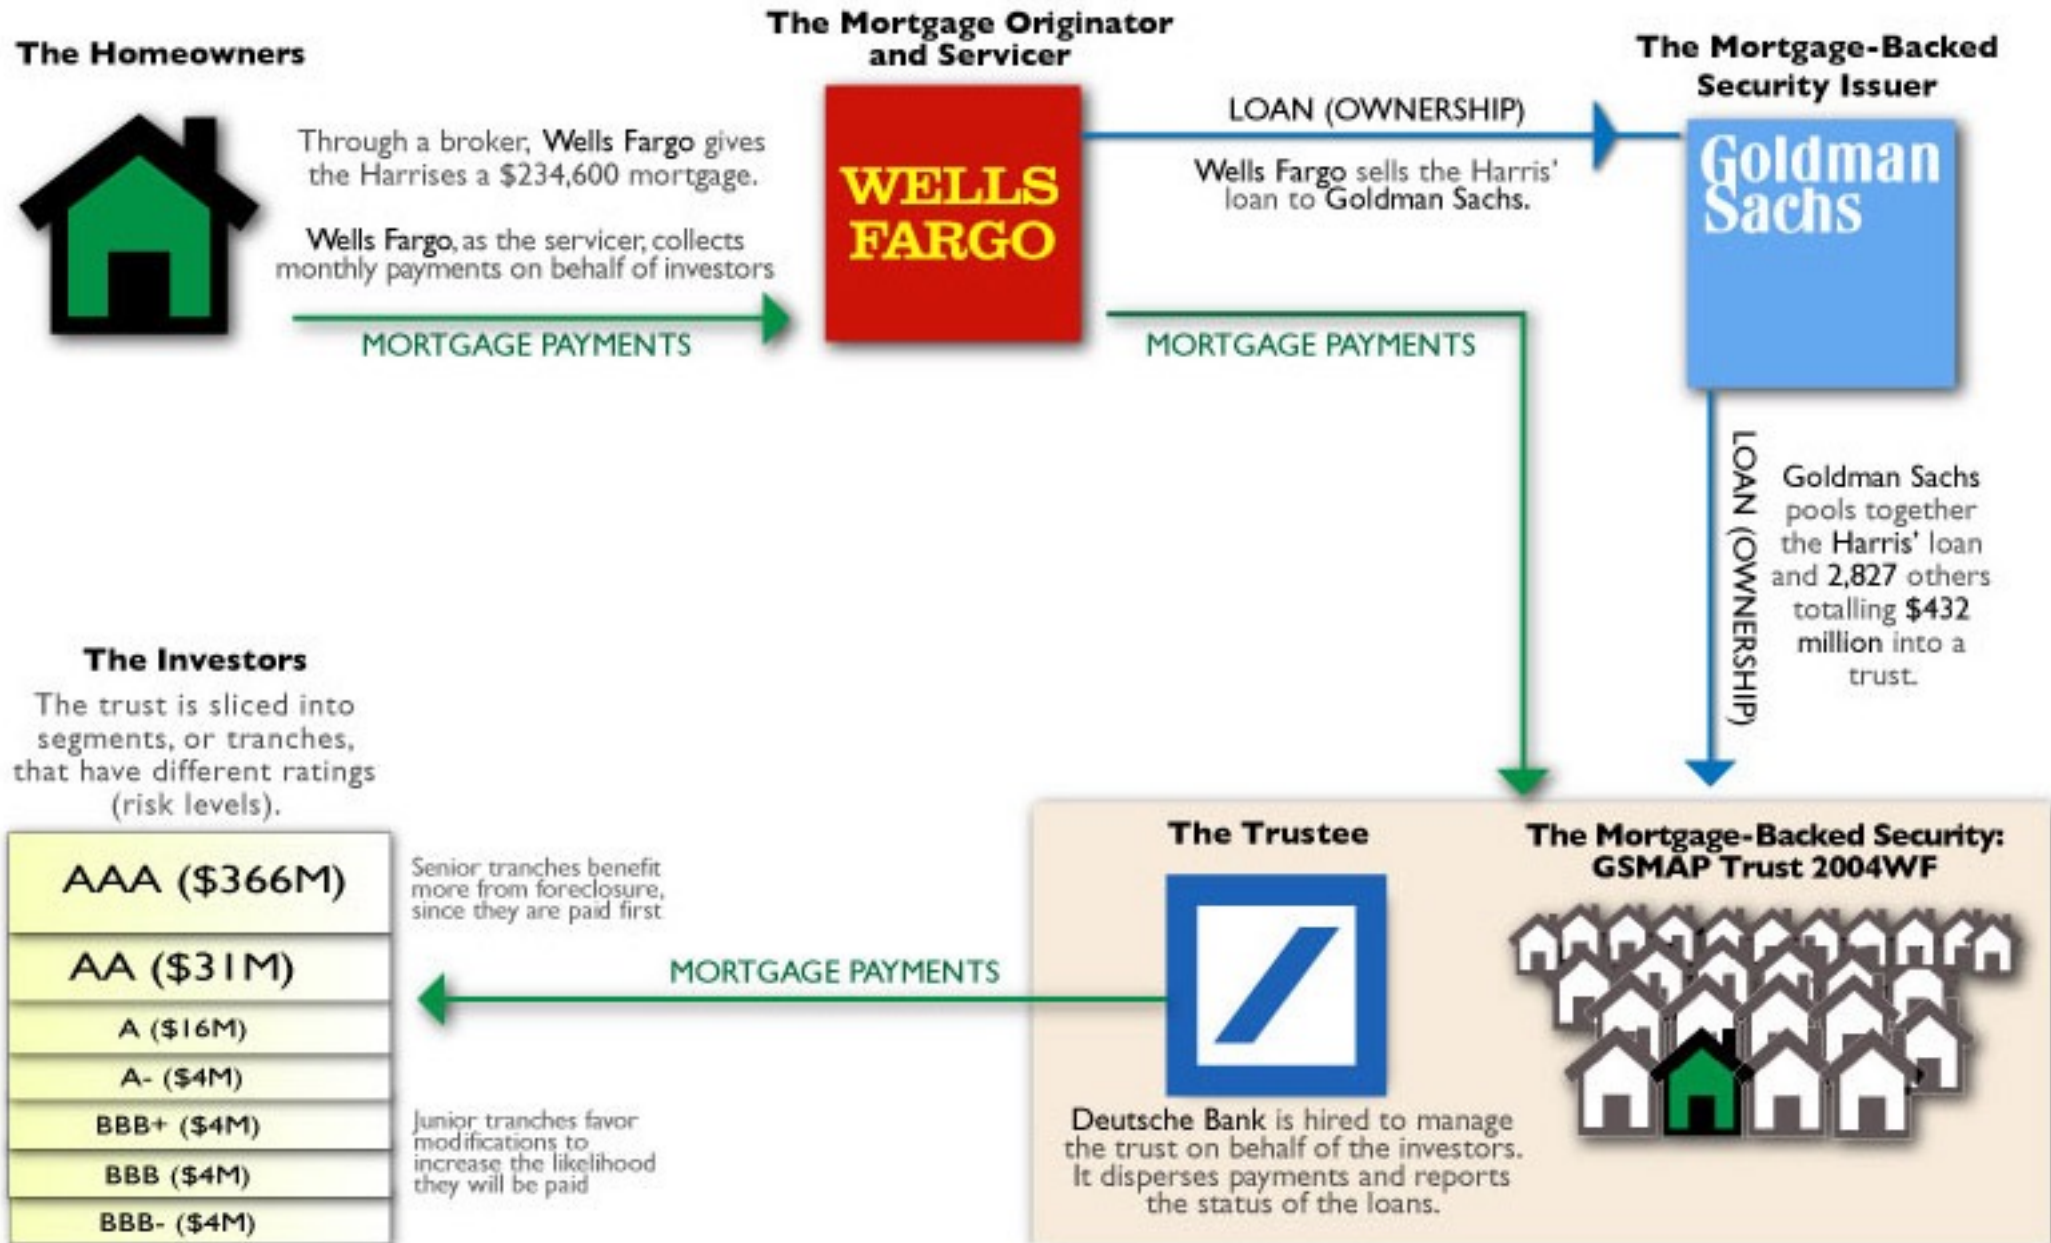 The Homeowners
Through a broker, Wells Fargo gives
the Harrises a $234,600 mortgage.
Wells Fargo, as the servicer, collects
monthly payments on behalf of investors
MORTGAGE PAYMENTS
The Mortgage Originator
and Servicer
WELLS
FARGO
LOAN (OWNERSHIP)
Wells Fargo sells the Harris'
loan to Goldman Sachs.
MORTGAGE PAYMENTS
The Mortgage-Backed
Security Issuer
Goldman
Sachs
LOAN (OWNERSHIP)
Goldman Sachs
pools together
the Harris' loan
and 2,827 others
totalling $432
million into a
trust.
The Investors
The trust is sliced into
segments, or tranches,
that have different ratings
(risk levels).
AAA ($366M)
AA ($31M)
A ($16M)
A- ($4M)
BBB+ ($4M)
BBB ($4M)
BBB- ($4M)
Senior tranches benefit
more from foreclosure,
since they are paid first
Junior tranches favor
modifications to
increase the likelihood
they will be paid
MORTGAGE PAYMENTS
The Trustee
Deutsche Bank is hired to manage
the trust on behalf of the investors.
It disperses payments and reports
the status of the loans.
The Mortgage-Backed Security:
GSMAP Trust 2004WF